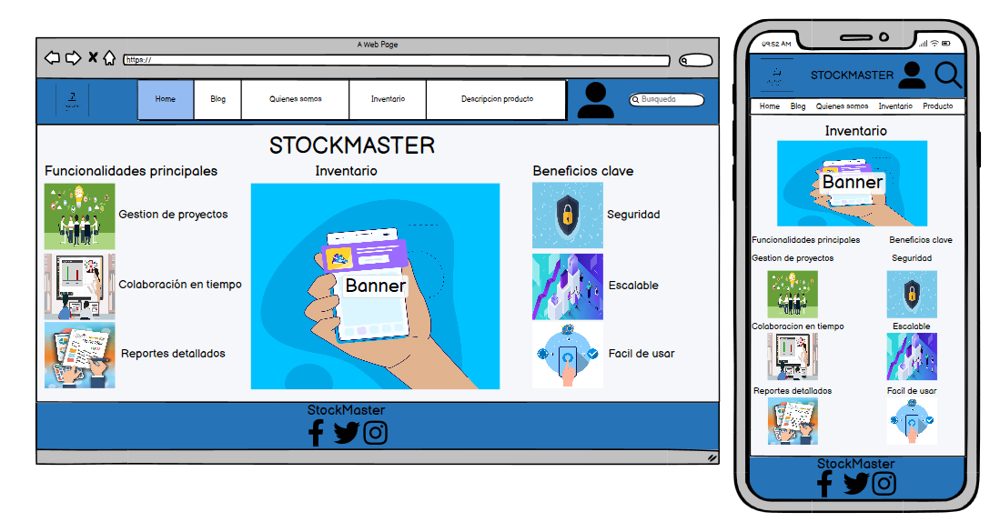 A Web Page
https://
Home
Blog
Quienes somos
Inventario
Descripcion producto
Busqueda
STOCKMASTER
Funcionalidades principales
Inventario
Beneficios clave
Gestion de proyectos
Seguridad
Colaboración en tiempo
Banner
Escalable
Reportes detallados
Facil de usar
StockMaster
09:52 AM
STOCKMASTER
Home
Blog
Quienes somos
Inventario
Producto
Inventario
Banner
Funcionalidades principales
Beneficios clave
Gestion de proyectos
Seguridad
Colaboracion en tiempo
Escalable
Reportes detallados
Facil de usar
StockMaster